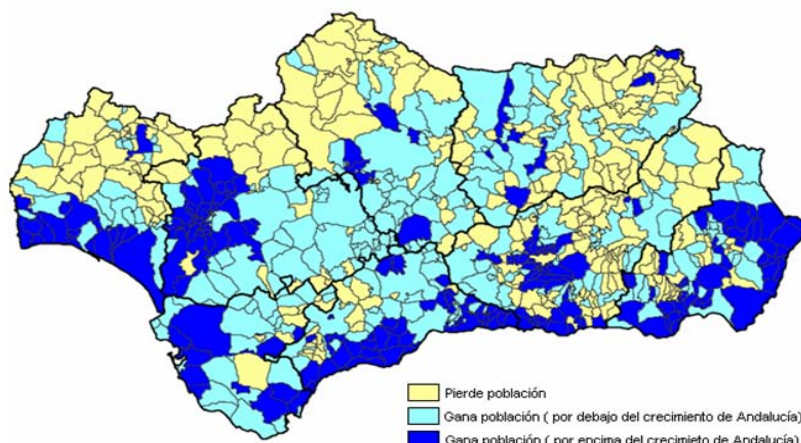 Pierde población
Gana población ( por debajo del crecimiento de Andalucía)
Gana población ( por encima del crecimieto de Andalucía)